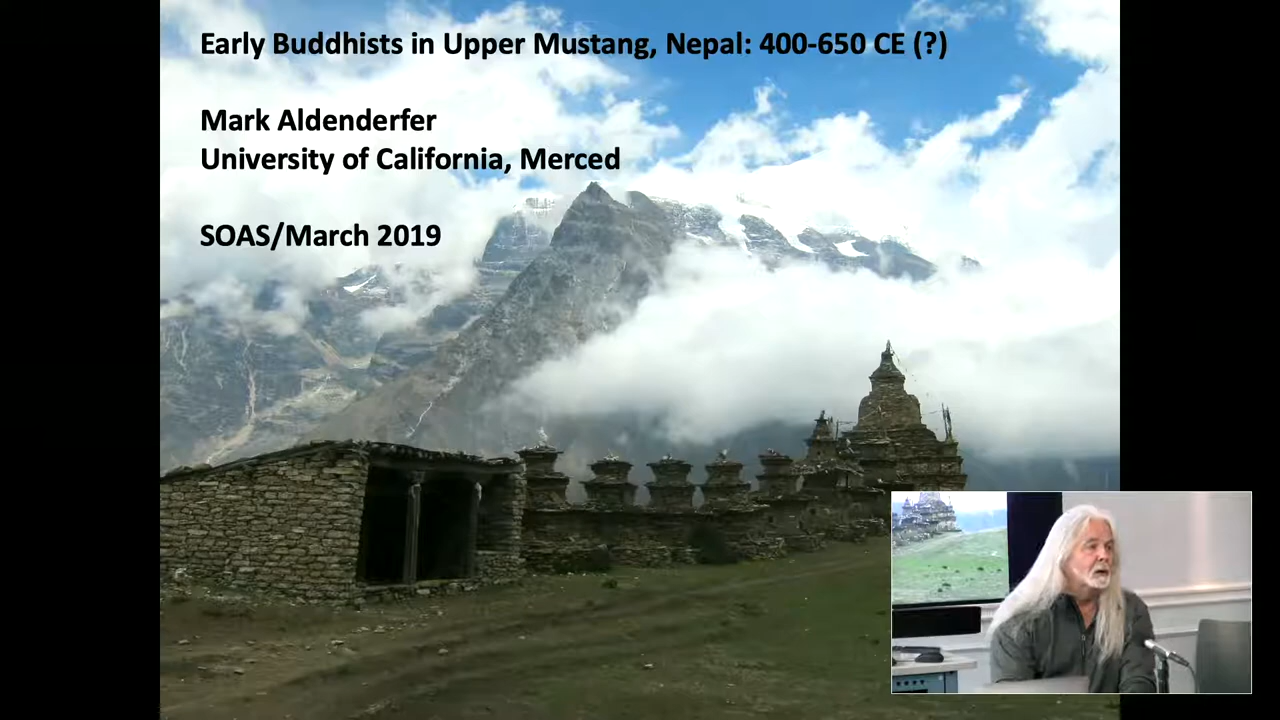 Early Buddhists in Upper Mustang, Nepal: 400-650 CE (?)
Mark Aldenderfer
University of California, Merced
SOAS/March 2019